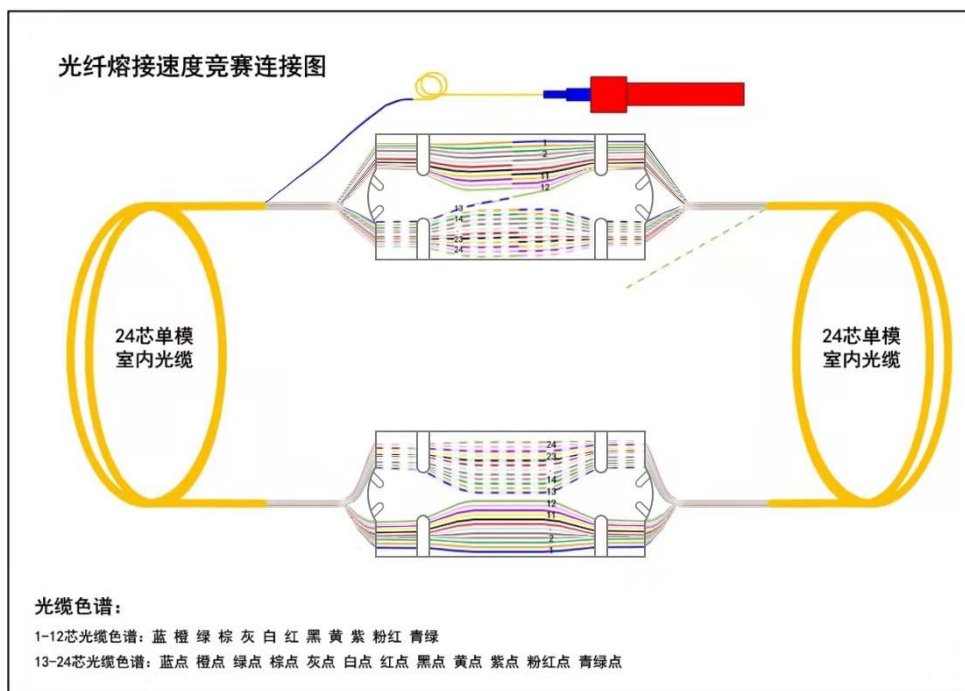 光纤熔接速度竞赛连接图
1
2
11
12
13
14
23
24
24芯单模
室内光缆
24芯单模
室内光缆
24
23
14
13
12
11
2
1
光缆色谱：
1-12芯光缆色谱：蓝 橙 绿 棕 灰 白 红 黑 黄 紫 粉红 青绿
13-24芯光缆色谱：蓝点 橙点 绿点 棕点 灰点 白点 红点 黑点 黄点 紫点 粉红点 青绿点